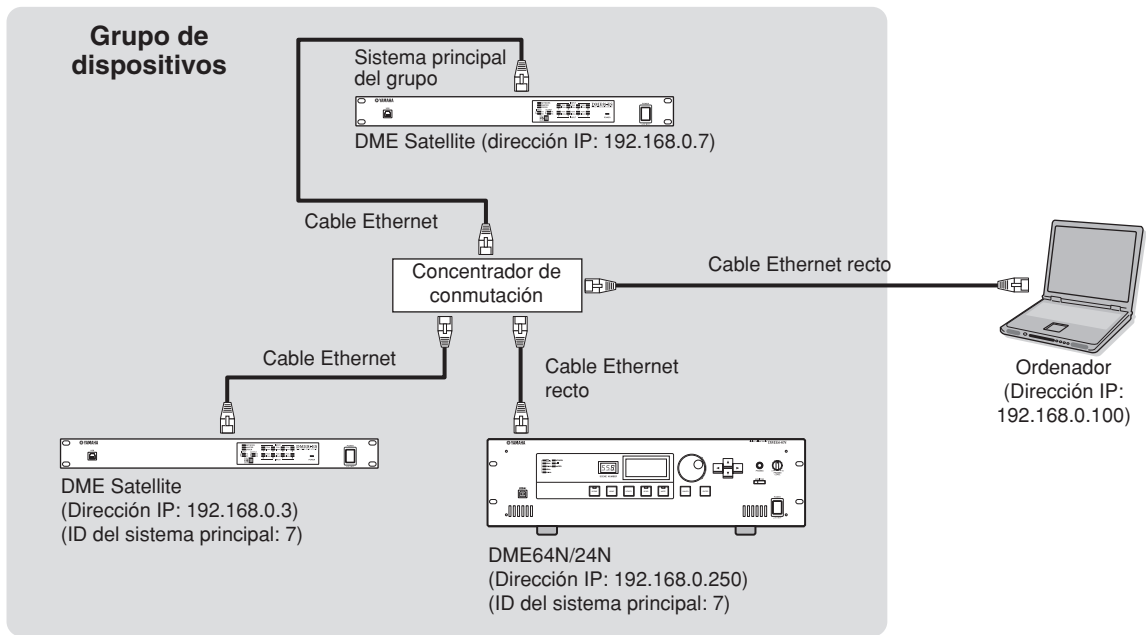 Grupo de
dispositivos
Sistema principal
del grupo
YAMAHA
DME Satellite (dirección IP: 192.168.0.7)
Cable Ethernet
Concentrador de
conmutación
Cable Ethernet recto
Cable Ethernet
Cable Ethernet
recto
Ordenador
(Dirección IP:
192.168.0.100)
YAMAHA
DME Satellite
(Dirección IP: 192.168.0.3)
(ID del sistema principal: 7)
YAMAHA
DME64N/24N
(Dirección IP: 192.168.0.250)
(ID del sistema principal: 7)